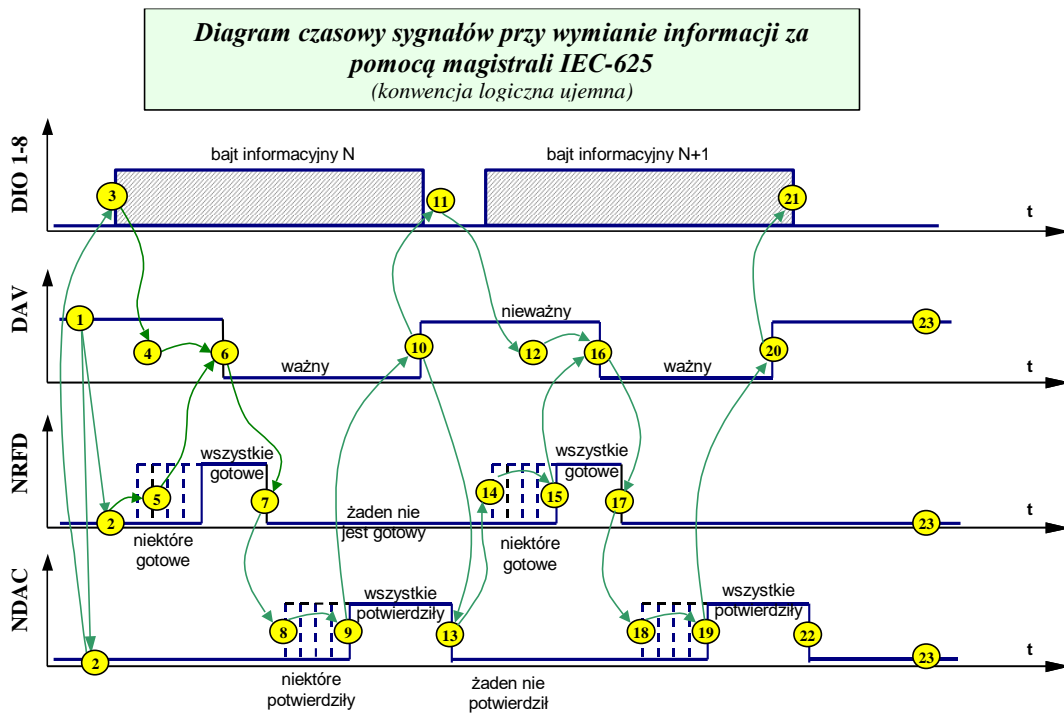 Diagram czasowy sygnałów przy wymianie informacji za
pomocą magistrali IEC-625
(konwencja logiczna ujemna)
DIO 1-8
bajt informacyjny N
bajt informacyjny N+1
3
11
21
t
DAV
1
nieważny
23
4
6
10
12
16
20
ważny
ważny
t
NRFD
wszystkie
gotowe
wszystkie
gotowe
5
7
14
15
17
2
żaden nie
jest gotowy
23
t
niektóre
gotowe
niektóre
gotowe
NDAC
wszystkie
potwierdziły
wszystkie
potwierdziły
8
9
13
18
19
22
2
23
t
niektóre
potwierdziły
żaden nie
potwierdził